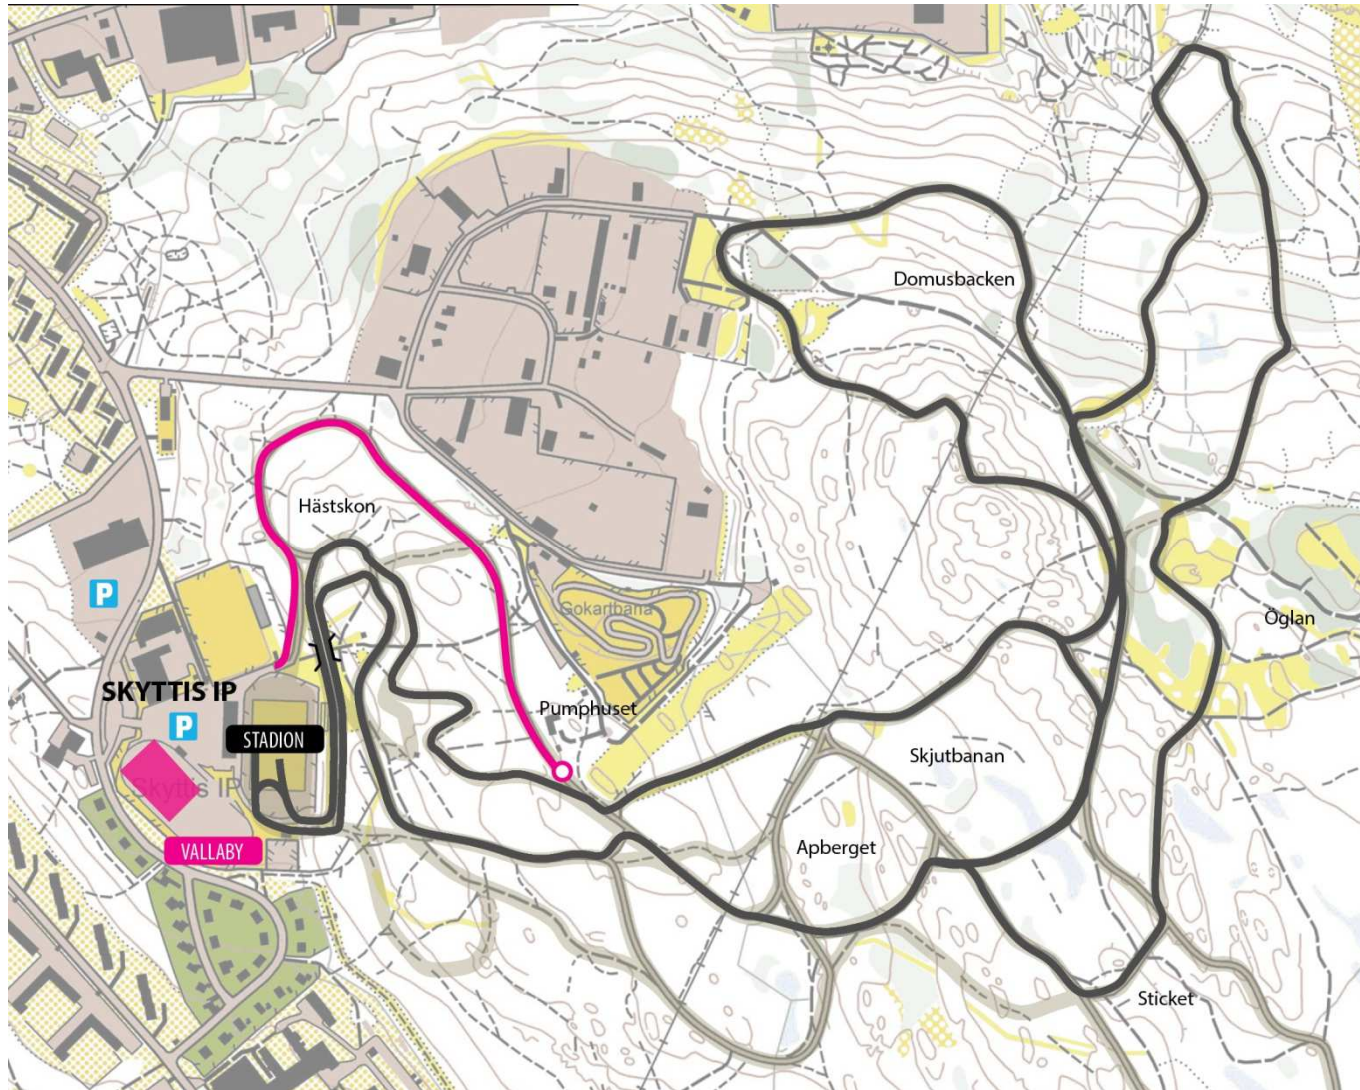 Domusbacken
Hästskon
P
Gokartbana
Öglan
SKYTTIS IP
Pumphuset
P
STADION
Skjutbanan
Skyttis IP
VALLABY
Apberget
Sticket